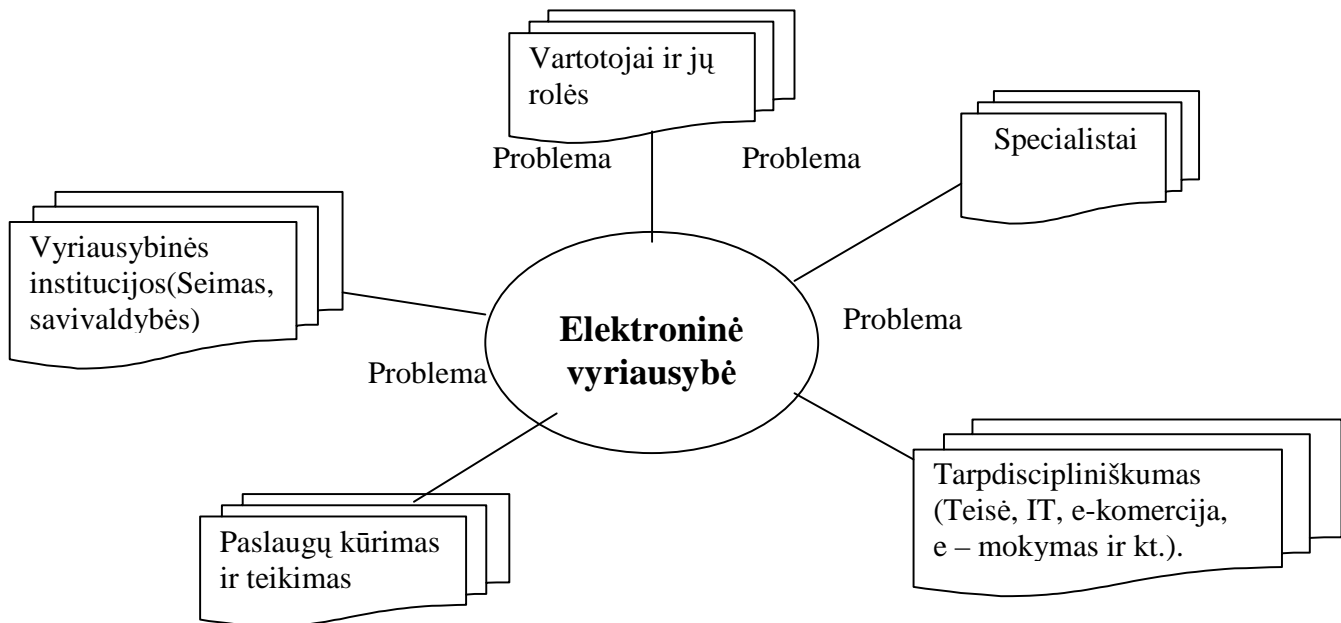 Vartotojai ir jų
rolės
Specialistai
Problema
Problema
Vyriausybinės
institucijos(Seimas,
savivaldybės)
Problema
Elektroninė
vyriausybė
Problema
Tarpdiscipliniškumas
(Teisė, IT, e-komercija,
e – mokymas ir kt.).
Paslaugų kūrimas
ir teikimas